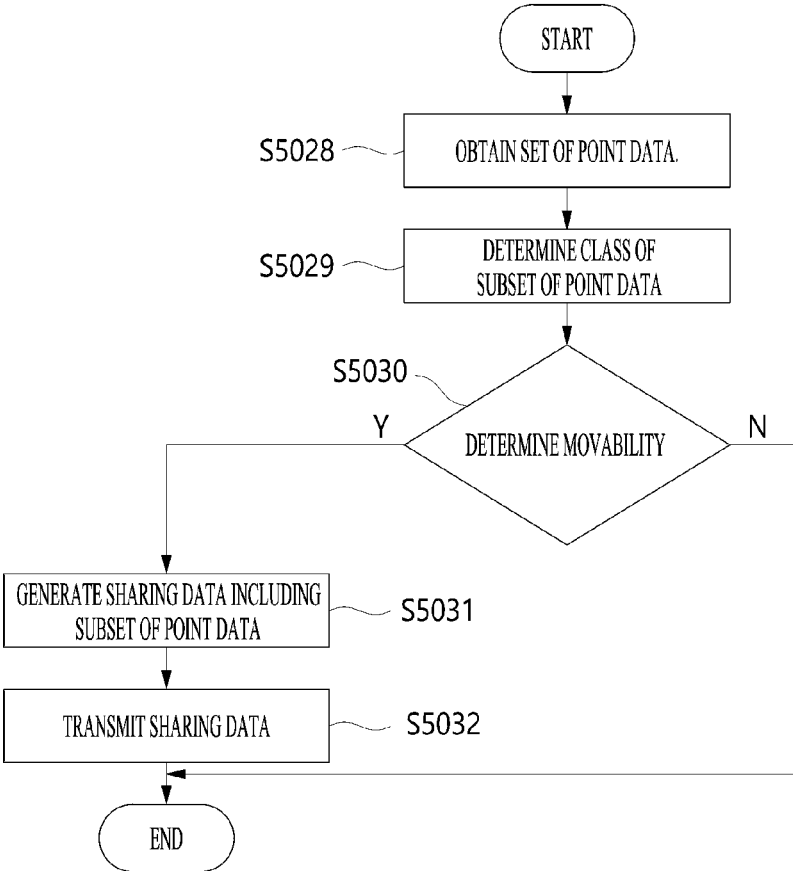 START
S5028
OBTAIN SET OF POINT DATA.
S5029
DETERMINE CLASS OF
SUBSET OF POINT DATA
S5030
Y
DETERMINE MOVABILITY
N
GENERATE SHARING DATA INCLUDING
SUBSET OF POINT DATA
S5031
TRANSMIT SHARING DATA
S5032
END